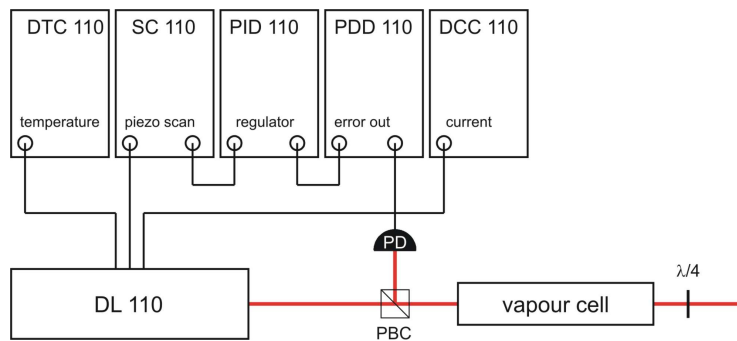 DTC 110 SC 110 PID 110 PDD 110 DCC 110
temperature piezo scan regulator error out current
PD
λ/4
DL 110
vapour cell
PBC